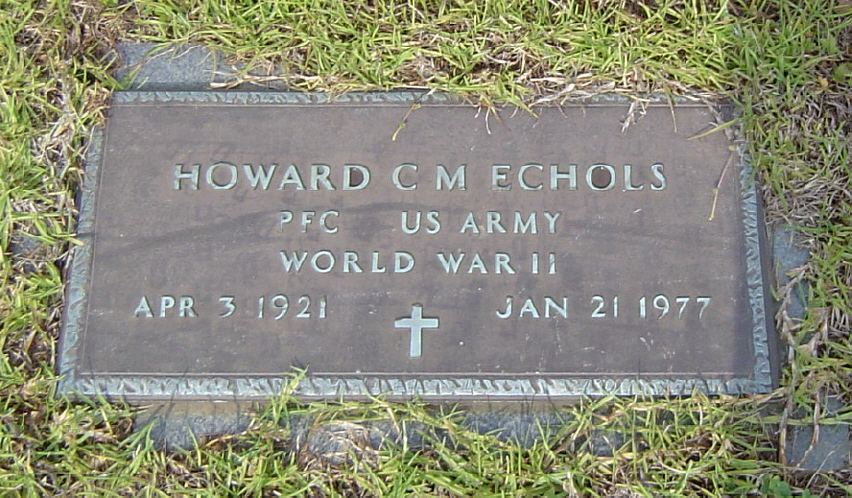 HOWARD C M ECHOLS
PFC US ARMY
WORLD WAR II
APR 3 1921 JAN 21 1977